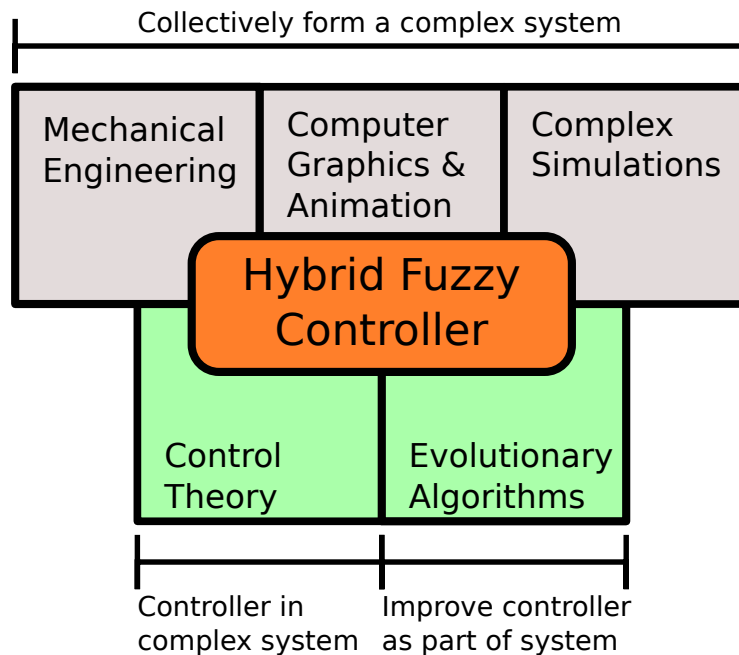 Collectively form a complex system
Mechanical
Engineering
Computer
Graphics &
Animation
Complex
Simulations
Hybrid Fuzzy
Controller
Control
Theory
Evolutionary
Algorithms
Controller in
complex system
Improve controller
as part of system